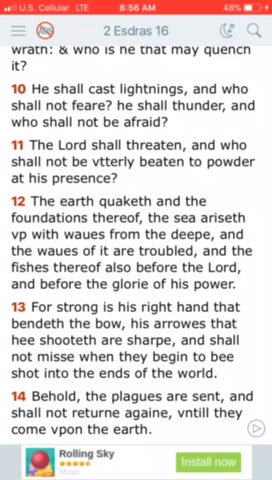 U.S. Cellular LTE 8:56 AM 48%
2 Esdras 16
wrath: & who is he that may quench
it?
10 He shall cast lightnings, and who
shall not feare? he shall thunder, and
who shall not be afraid?
11 The Lord shall threaten, and who
shall not be vtterly beaten to powder
at his presence?
12 The earth quaketh and the
foundations thereof, the sea ariseth
vp with waues from the deepe, and
the waues of it are troubled, and the
fishes thereof also before the Lord,
and before the glorie of his power.
13 For strong is his right hand that
bendeth the bow, his arrowes that
hee shooteth are sharpe, and shall
not misse when they begin to bee
shot into the ends of the world.
14 Behold, the plagues are sent, and
shall not returne againe, vntill they
come vpon the earth.
Rolling Sky
Music
Install now